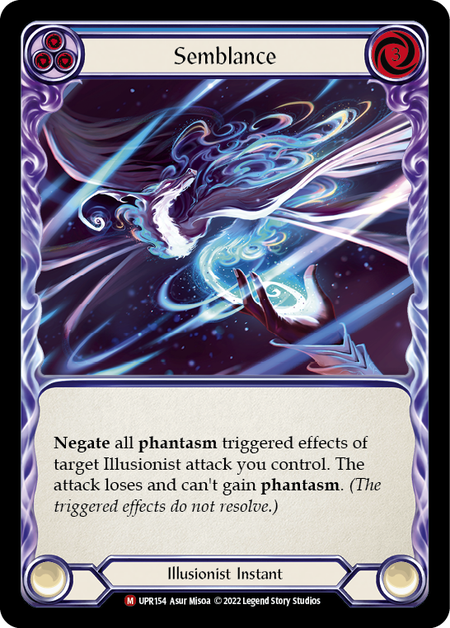 Semblance
3
Negate all phantasm triggered effects of
target Illusionist attack you control. The
attack loses and can't gain phantasm. (The
triggered effects do not resolve.)
Illusionist Instant
M UPR154 Asur Misoa © 2022 Legend Story Studios